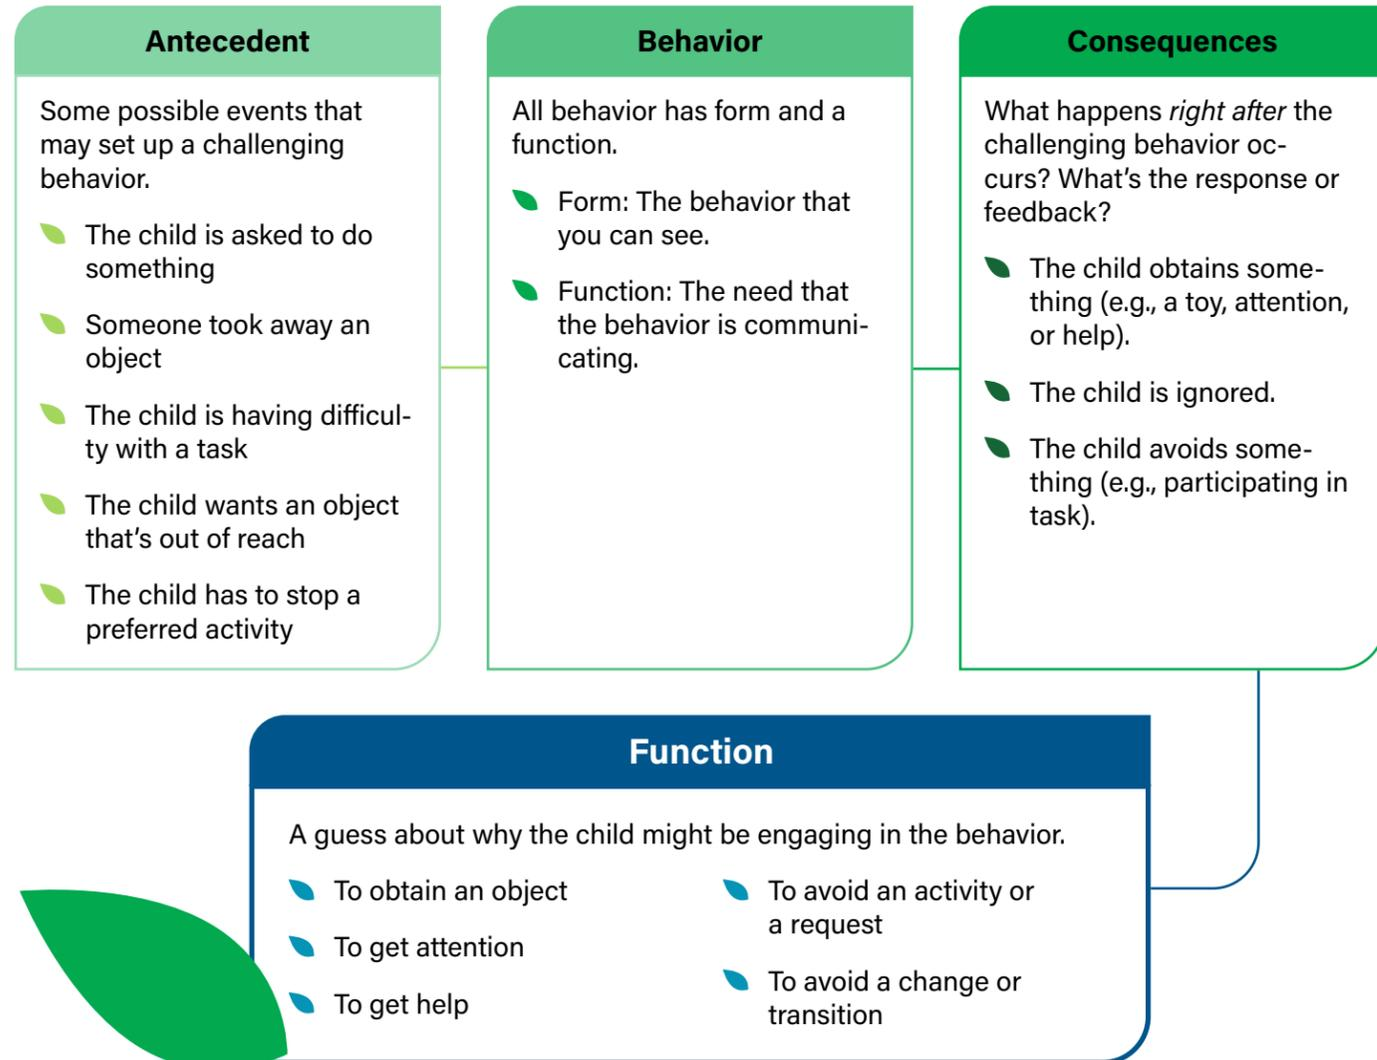 Antecedent
Some possible events that
may set up a challenging
behavior.
The child is asked to do
something
Someone took away an
object
The child is having difficul-
ty with a task
The child wants an object
that's out of reach
The child has to stop a
preferred activity
Behavior
All behavior has form and a
function.
Form: The behavior that
you can see.
Function: The need that
the behavior is communi-
cating.
Consequences
What happens right after the
challenging behavior oc-
curs? What's the response or
feedback?
The child obtains some-
thing (e.g., a toy, attention,
or help).
The child is ignored.
The child avoids some-
thing (e.g., participating in
task).
Function
A guess about why the child might be engaging in the behavior.
To obtain an object
To get attention
To get help
To avoid an activity or
a request
To avoid a change or
transition